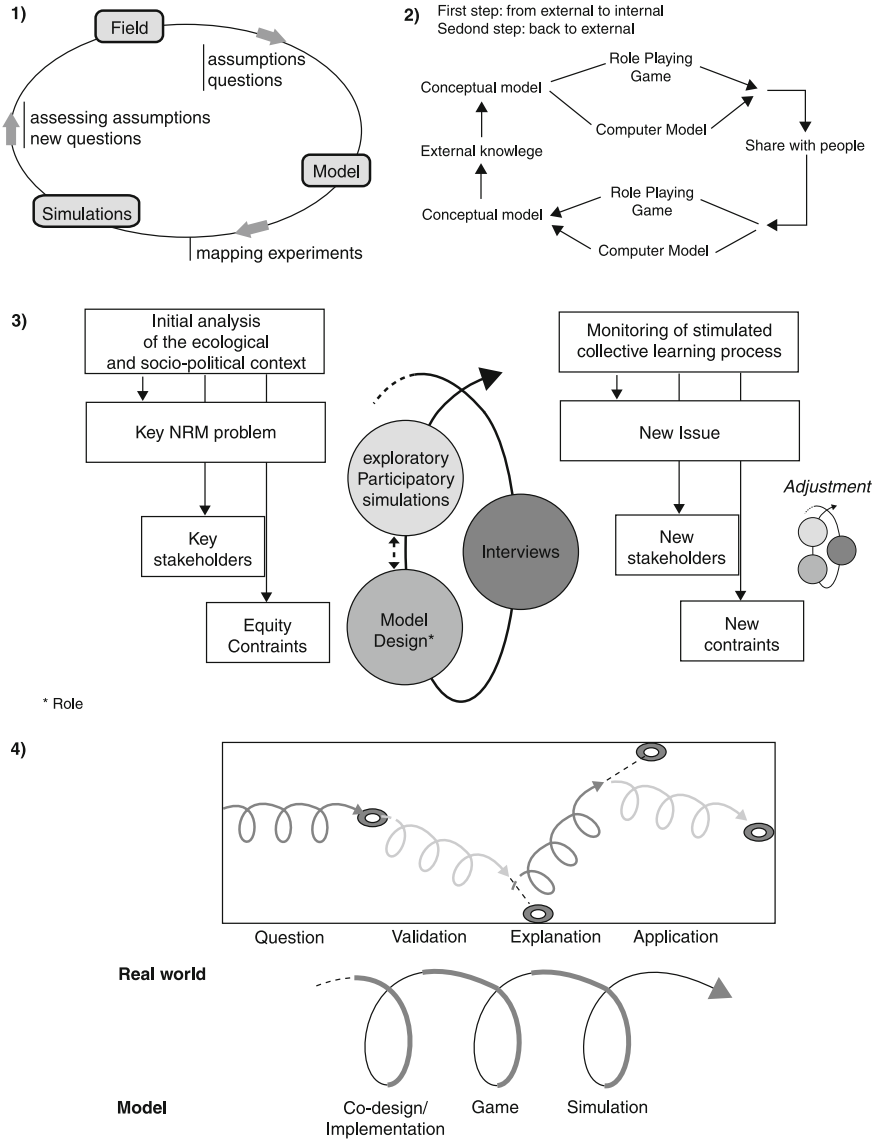 1)
Field
assumptions
questions
assessing assumptions
new questions
Model
Simulations
mapping experiments
2)
First step: from external to internal
Sedond step: back to external
Role Playing
Game
Conceptual model
Computer Model
Share with people
External knowlege
Role Playing
Game
Conceptual model
Computer Model
3)
Initial analysis
of the ecological
and socio-political context
Key NRM problem
Key
stakeholders
Equity
Contraints
exploratory
Participatory
simulations
Interviews
Model
Design*
Monitoring of stimulated
collective learning process
New Issue
New
stakeholders
New
contraints
Adjustment
* Role
4)
Question
Validation
Explanation
Application
Real world
Model
Co-design/
Implementation
Game
Simulation